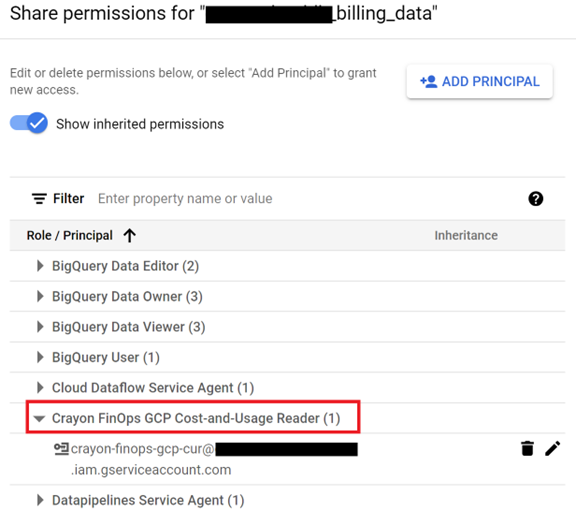 Share permissions for "_billing_data"
Edit or delete permissions below, or select "Add Principal" to grant
new access.
ADD PRINCIPAL
Show inherited permissions
Filter Enter property name or value
Role / Principal Inheritance
BigQuery Data Editor (2)
BigQuery Data Owner (3)
BigQuery Data Viewer (3)
BigQuery User (1)
Cloud Dataflow Service Agent (1)
Crayon FinOps GCP Cost-and-Usage Reader (1)
crayon-finops-gcp-cur@
.iam.gserviceaccount.com
Datapipelines Service Agent (1)